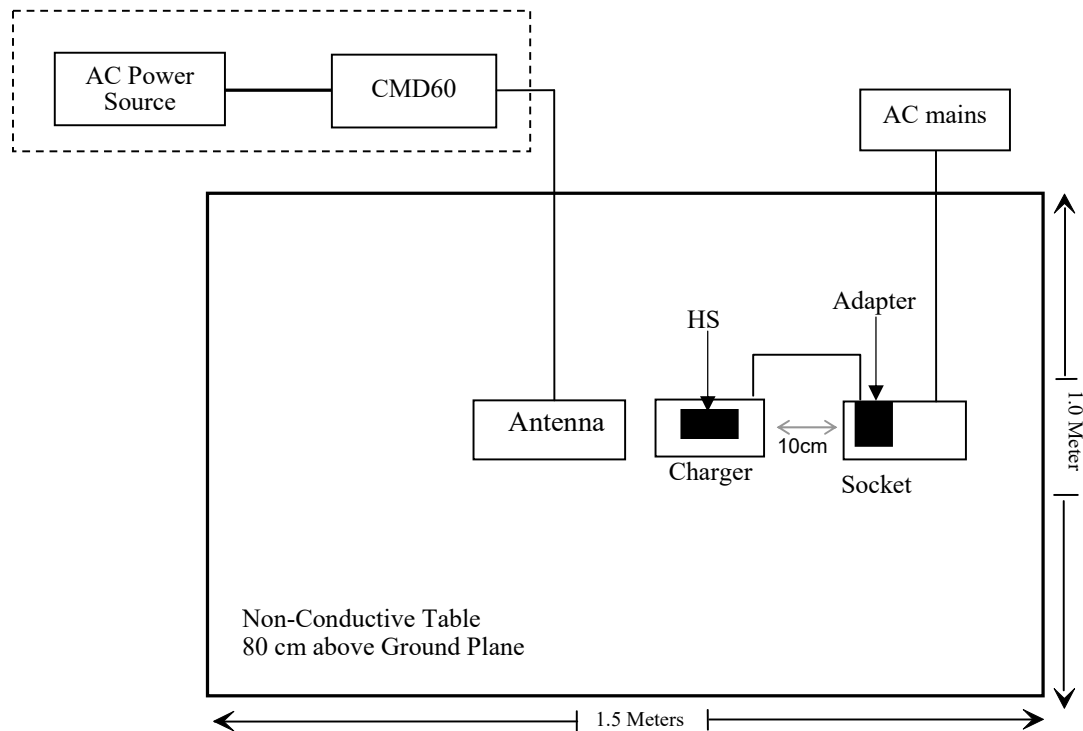 AC Power
Source
CMD60
AC mains
Adapter
HS
Antenna
10cm
Charger
Socket
1.0 Meter
Non-Conductive Table
80 cm above Ground Plane
1.5 Meters